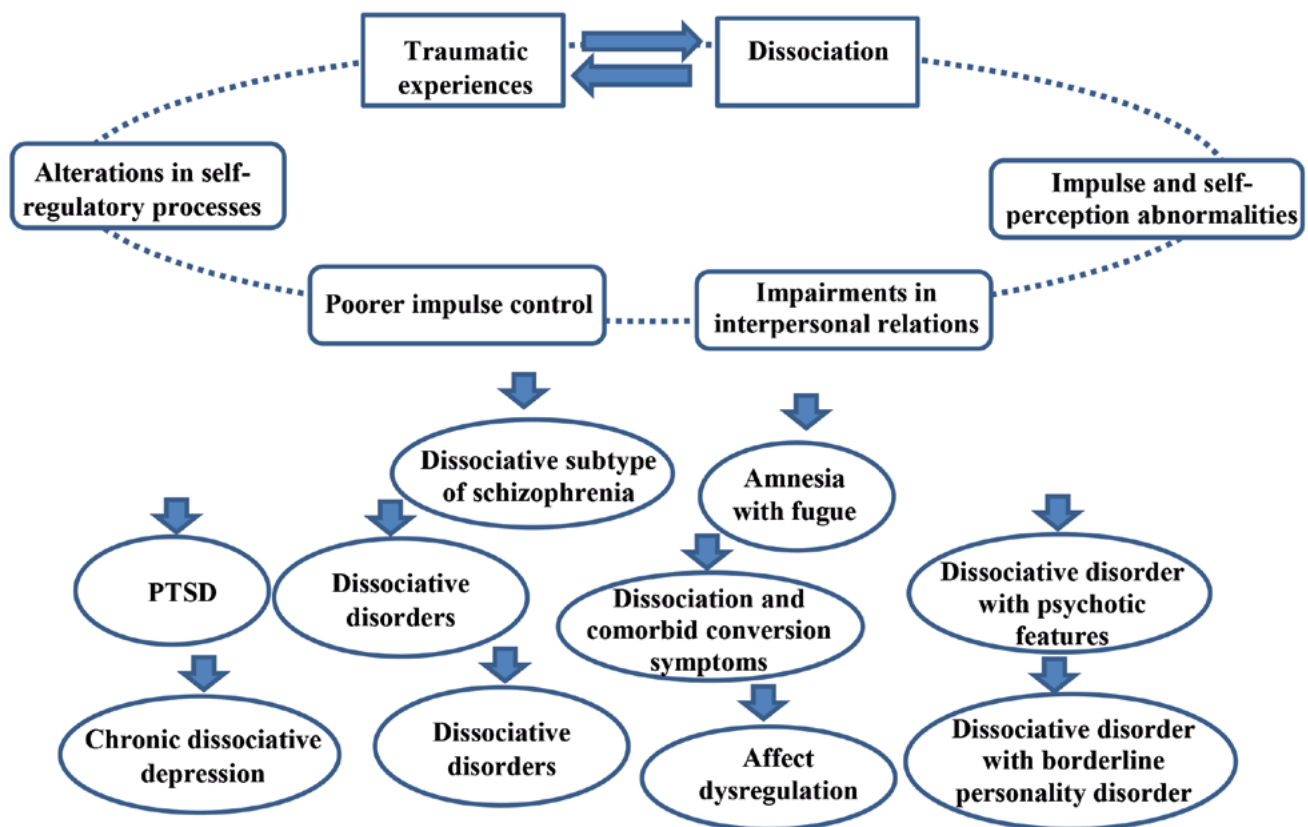 Traumatic
experiences
Dissociation
Alterations in self-
regulatory processes
Impulse and self-
perception abnormalities
Poorer impulse control
Impairments in
interpersonal relations
Dissociative subtype
of schizophrenia
Amnesia
with fugue
PTSD
Dissociative
disorders
Dissociation and
comorbid conversion
symptoms
Dissociative disorder
with psychotic
features
Chronic dissociative
depression
Dissociative
disorders
Affect
dysregulation
Dissociative disorder
with borderline
personality disorder